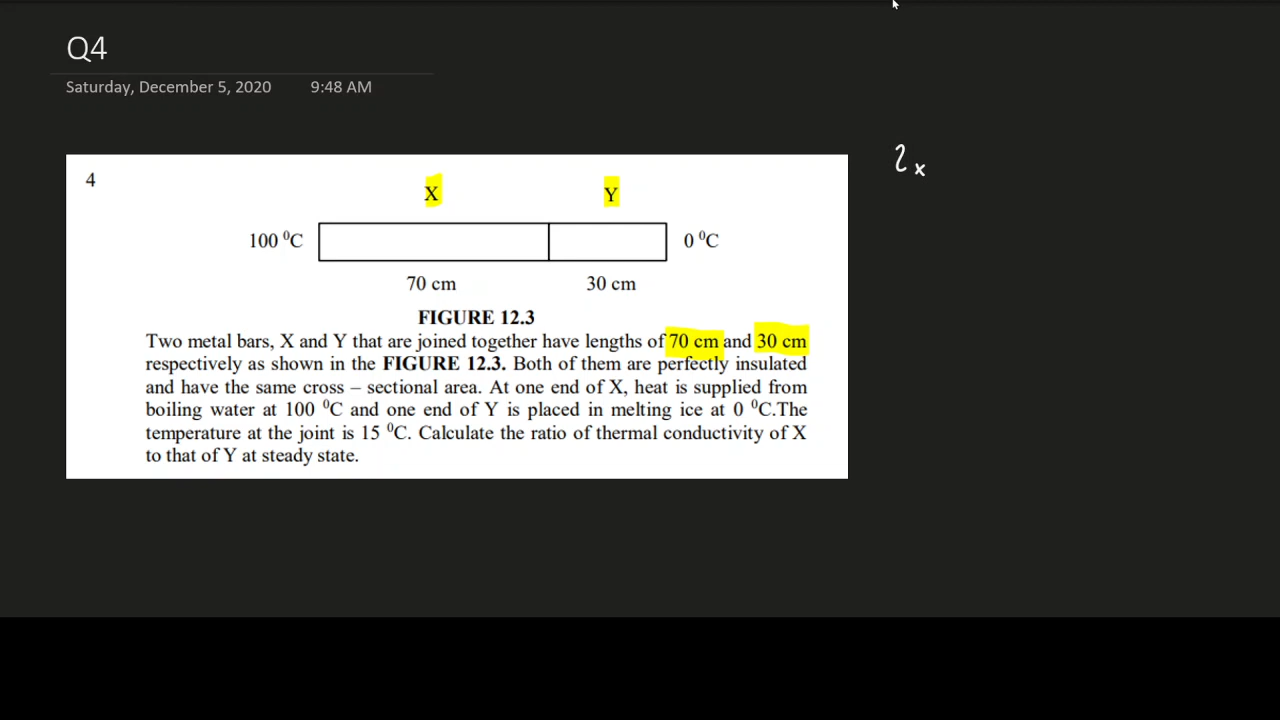 Q4
Saturday, December 5, 2020 9:48 AM
4
X Y
100 ⁰C 0 ⁰C
70 cm 30 cm
FIGURE 12.3
Two metal bars, X and Y that are joined together have lengths of 70 cm and 30 cm
respectively as shown in the FIGURE 12.3. Both of them are perfectly insulated
and have the same cross – sectional area. At one end of X, heat is supplied from
boiling water at 100 ⁰C and one end of Y is placed in melting ice at 0 ⁰C.The
temperature at the joint is 15 ⁰C. Calculate the ratio of thermal conductivity of X
to that of Y at steady state.